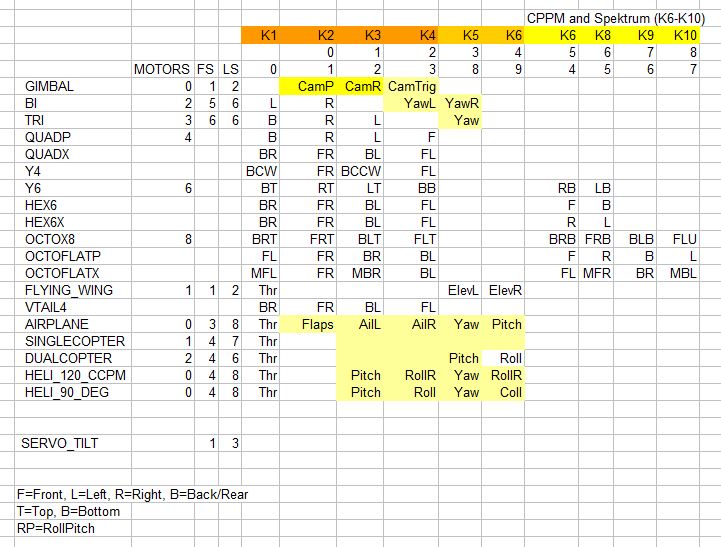 CPPM and Spektrum (K6-K10)
K1 K2 K3 K4 K5 K6 K6 K8 K9 K10
0 1 2 3 4 5 6 7 8
MOTORS FS LS 0 1 2 3 8 9 4 5 6 7
GIMBAL 0 1 2 CamP CamR CamTrig
BI 2 5 6 L R YawL YawR
TRI 3 6 6 B R L Yaw
QUADP 4 B R L F
QUADX BR FR BL FL
Y4 BCW FR BCCW FL
Y6 6 BT RT LT BB RB LB
HEX6 BR FR BL FL F B
HEX6X BR FR BL FL R L
OCTOX8 8 BRT FRT BLT FLT BRB FRB BLB FLU
OCTOFLATP FL FR BR BL F R B L
OCTOFLATX MFL FR MBR BL FL MFR BR MBL
FLYING_WING 1 1 2 Thr ElevL ElevR
VTAIL4 BR FR BL FL
AIRPLANE 0 3 8 Thr Flaps AilL AilR Yaw Pitch
SINGLECOPTER 1 4 7 Thr
DUALCOPTER 2 4 6 Thr Pitch Roll
HELI_120_CCPM 0 4 8 Thr Pitch RollR Yaw RollR
HELI_90_DEG 0 4 8 Thr Pitch Roll Yaw Coll
SERVO_TILT 1 3
F=Front, L=Left, R=Right, B=Back/Rear
T=Top, B=Bottom
RP=RollPitch